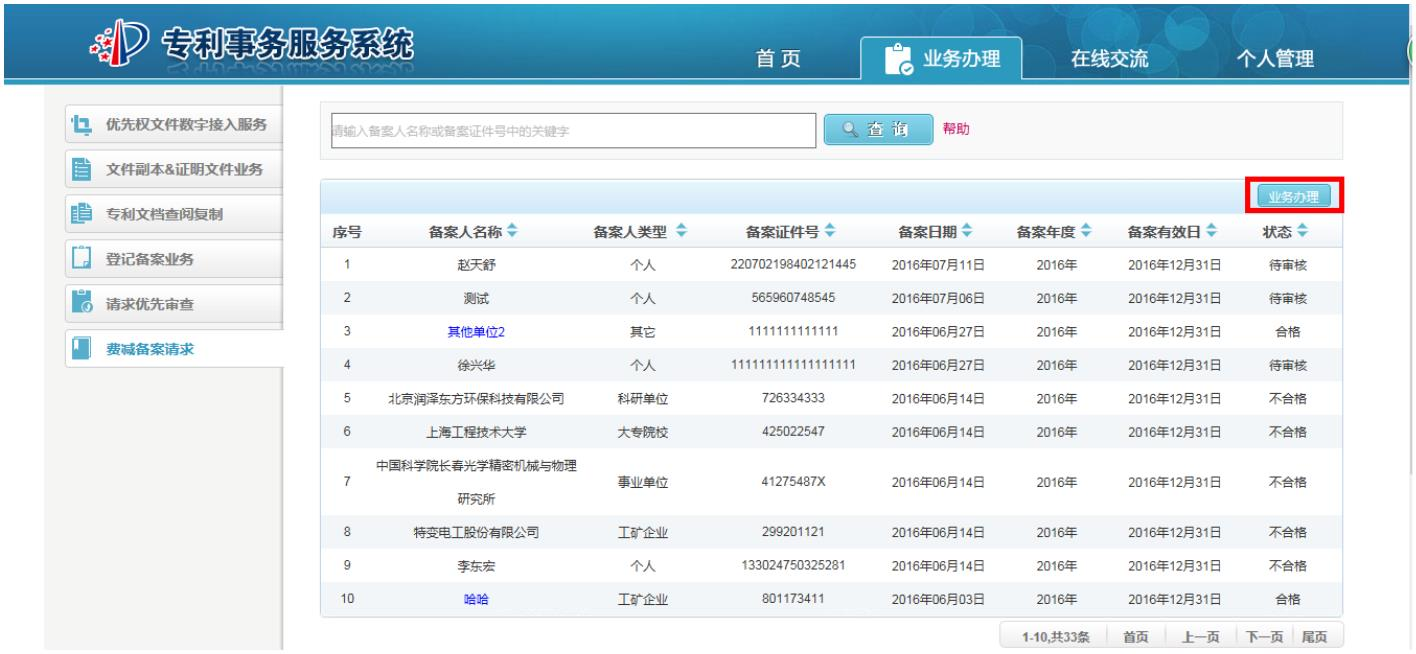 专利事务服务系统
首页 业务办理 在线交流 个人管理
优先权文件数字接入服务
文件副本&证明文件业务
专利文档查阅复制
登记备案业务
请求优先审查
费减备案请求
请输入备案人名称或备案证件号中的关键字 查 询 帮助
业务办理
序号 备案人名称 备案人类型 备案证件号 备案日期 备案年度 备案有效日 状态
1 赵天舒 个人 220702198402121445 2016年07月11日 2016年 2016年12月31日 待审核
2 测试 个人 565960748545 2016年07月06日 2016年 2016年12月31日 待审核
3 其他单位2 其它 1111111111111 2016年06月27日 2016年 2016年12月31日 合格
4 徐兴华 个人 111111111111111111 2016年06月27日 2016年 2016年12月31日 待审核
5 北京润泽东方环保科技有限公司 科研单位 726334333 2016年06月14日 2016年 2016年12月31日 不合格
6 上海工程技术大学 大专院校 425022547 2016年06月14日 2016年 2016年12月31日 不合格
7 中国科学院长春光学精密机械与物理
研究所 事业单位 41275487X 2016年06月14日 2016年 2016年12月31日 不合格
8 特变电工股份有限公司 工矿企业 299201121 2016年06月14日 2016年 2016年12月31日 不合格
9 李东宏 个人 133024750325281 2016年06月14日 2016年 2016年12月31日 不合格
10 哈哈 工矿企业 801173411 2016年06月03日 2016年 2016年12月31日 合格
1-10,共33条 首页 上一页 下一页 尾页